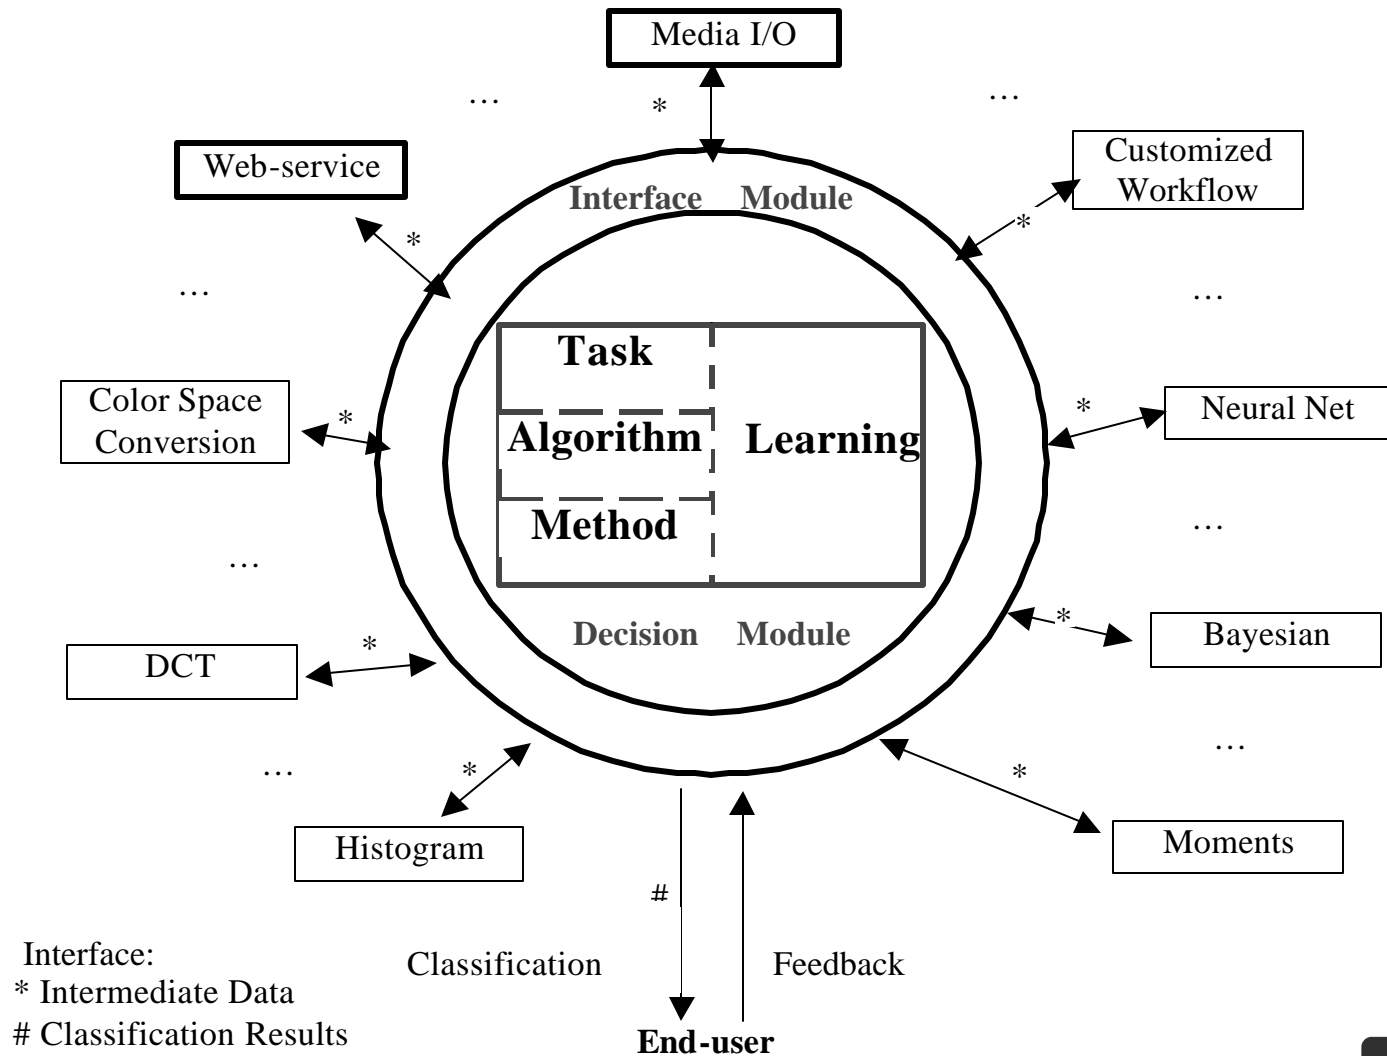 Media I/O
…
…
*
Web-service
Customized
Workflow
Interface Module
*
*
…
…
Task
Color Space
Conversion
*
*
Neural Net
Algorithm
Learning
Method
…
…
Decision Module
*
*
DCT
Bayesian
…
…
*
*
Histogram
Moments
#
Classification
Feedback
Interface:
* Intermediate Data
# Classification Results
End-user